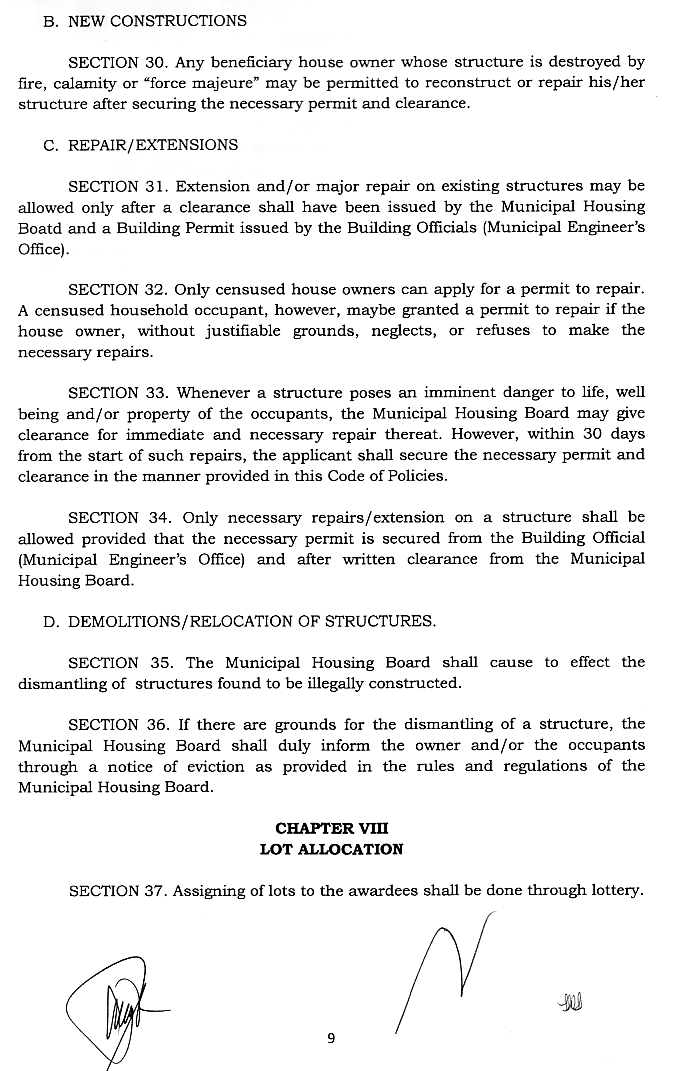 B. NEW CONSTRUCTIONS
SECTION 30. Any beneficiary house owner whose structure is destroyed by
fire, calamity or “force majeure” may be permitted to reconstruct or repair his/her
structure after securing the necessary permit and clearance.
C. REPAIR/EXTENSIONS
SECTION 31. Extension and/or major repair on existing structures may be
allowed only after a clearance shall have been issued by the Municipal Housing
Boatd and a Building Permit issued by the Building Officials (Municipal Engineer’s
Office).
SECTION 32. Only censused house owners can apply for a permit to repair.
A censused household occupant, however, maybe granted a permit to repair if the
house owner, without justifiable grounds, neglects, or refuses to make the
necessary repairs.
SECTION 33. Whenever a structure poses an imminent danger to life, well
being and/or property of the occupants, the Municipal Housing Board may give
clearance for immediate and necessary repair thereat. However, within 30 days
from the start of such repairs, the applicant shall secure the necessary permit and
clearance in the manner provided in this Code of Policies.
SECTION 34. Only necessary repairs/extension on a structure shall be
allowed provided that the necessary permit is secured from the Building Official
(Municipal Engineer’s Office) and after written clearance from the Municipal
Housing Board.
D. DEMOLITIONS/RELOCATION OF STRUCTURES.
SECTION 35. The Municipal Housing Board shall cause to effect the
dismantling of structures found to be illegally constructed.
SECTION 36. If there are grounds for the dismantling of a structure, the
Municipal Housing Board shall duly inform the owner and/or the occupants
through a notice of eviction as provided in the rules and regulations of the
Municipal Housing Board.
CHAPTER VIII
LOT ALLOCATION
SECTION 37. Assigning of lots to the awardees shall be done through lottery.
9